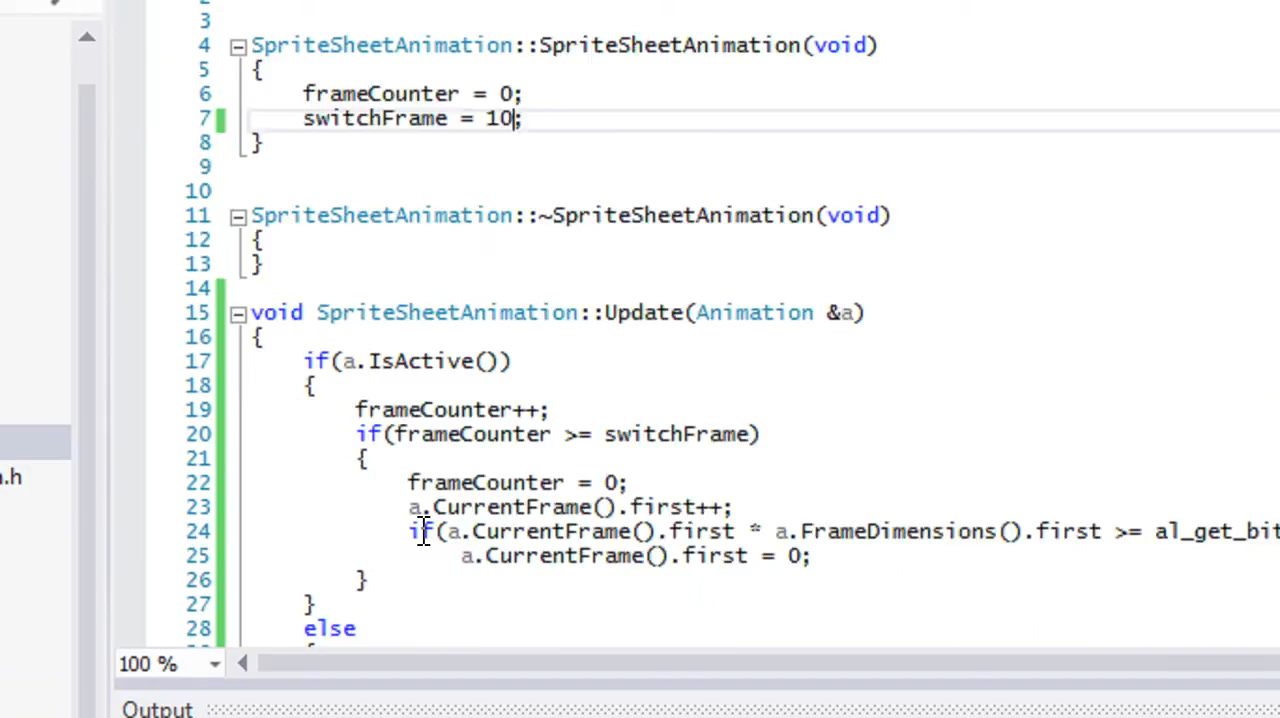 3
4 SpriteSheetAnimation::SpriteSheetAnimation(void)
5 {
6 frameCounter = 0;
7 switchFrame = 10;
8 }
9
10
11 SpriteSheetAnimation::~SpriteSheetAnimation(void)
12 {
13 }
14
15 void SpriteSheetAnimation::Update(Animation &a)
16 {
17 if(a.IsActive())
18 {
19 frameCounter++;
20 if(frameCounter >= switchFrame)
21 {
22 frameCounter = 0;
n.h
23 a.CurrentFrame().first++;
24 if(a.CurrentFrame().first * a.FrameDimensions().first >= al_get_bit
25 a.CurrentFrame().first = 0;
26 }
27 }
28 else
{
100 %
Output